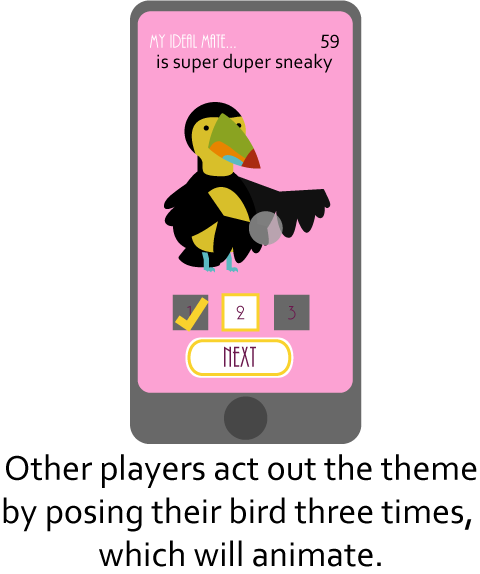 MY IDEAL MATE... 59
is super duper sneaky
1 2 3
NEXT
Other players act out the theme
by posing their bird three times,
which will animate.